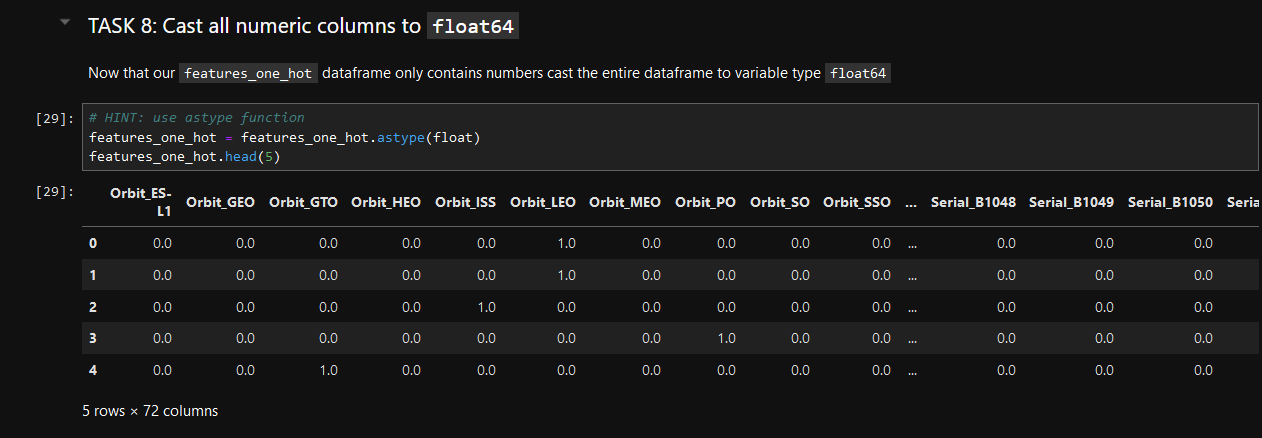 TASK 8: Cast all numeric columns to float64
Now that our features_one_hot dataframe only contains numbers cast the entire dataframe to variable type float64
[29]: # HINT: use astype function
features_one_hot = features_one_hot.astype(float)
features_one_hot.head(5)
[29]: Orbit_ES-
L1 Orbit_GEO Orbit_GTO Orbit_HEO Orbit_ISS Orbit_LEO Orbit_MEO Orbit_PO Orbit_SO Orbit_SSO ... Serial_B1048 Serial_B1049 Serial_B1050 Seria
0 0.0 0.0 0.0 0.0 0.0 1.0 0.0 0.0 0.0 0.0 ... 0.0 0.0 0.0
1 0.0 0.0 0.0 0.0 0.0 1.0 0.0 0.0 0.0 0.0 ... 0.0 0.0 0.0
2 0.0 0.0 0.0 0.0 1.0 0.0 0.0 0.0 0.0 0.0 ... 0.0 0.0 0.0
3 0.0 0.0 0.0 0.0 0.0 0.0 0.0 1.0 0.0 0.0 ... 0.0 0.0 0.0
4 0.0 0.0 1.0 0.0 0.0 0.0 0.0 0.0 0.0 0.0 ... 0.0 0.0 0.0
5 rows × 72 columns